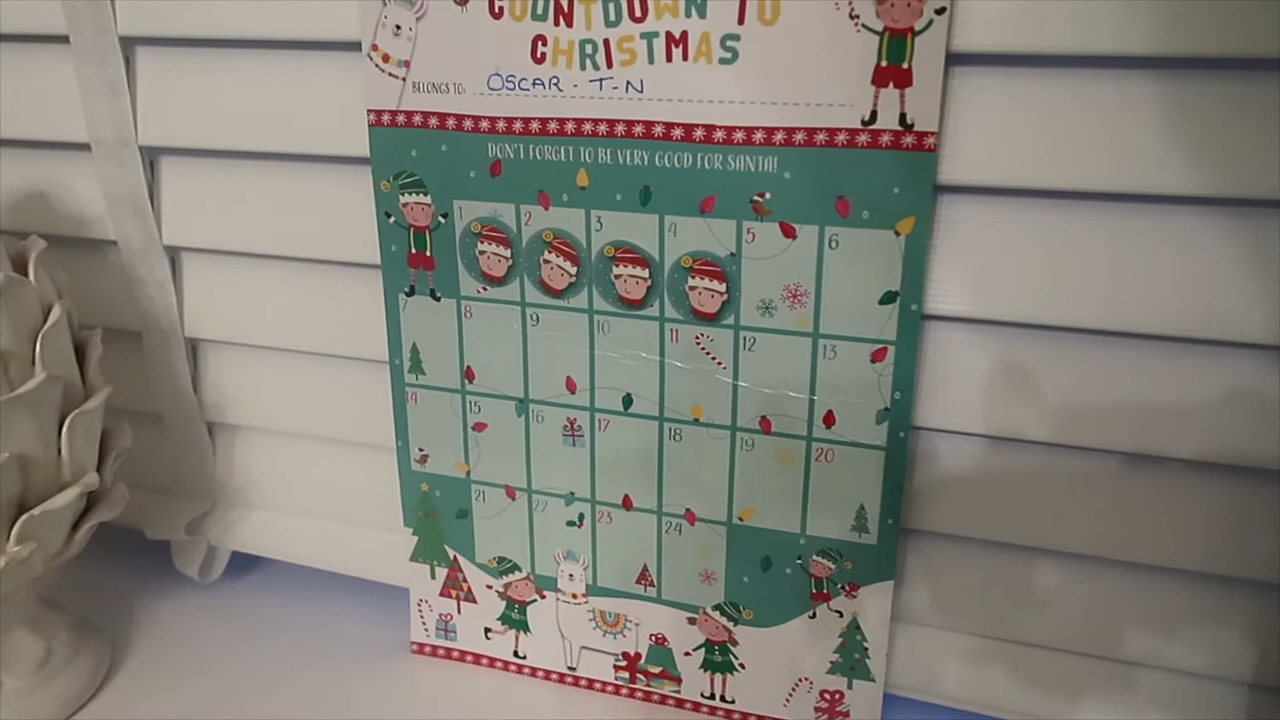 COUNTDOWN TO
CHRISTMAS
BELONGS TO: OSCAR - T-N
DON'T FORGET TO BE VERY GOOD FOR SANTA!
1 2 3 4 5 6
7 8 9 10 11 12 13
14 15 16 17 18 19 20
21 22 23 24